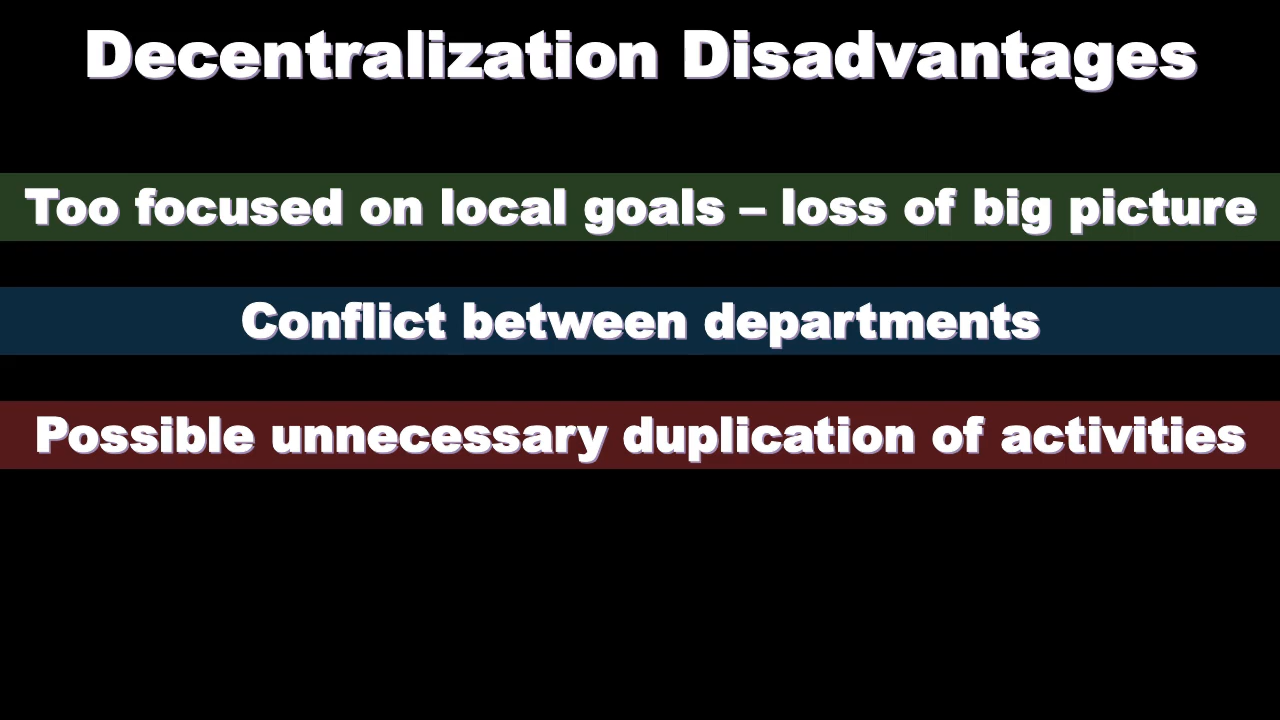 Decentralization Disadvantages
Too focused on local goals – loss of big picture
Conflict between departments
Possible unnecessary duplication of activities